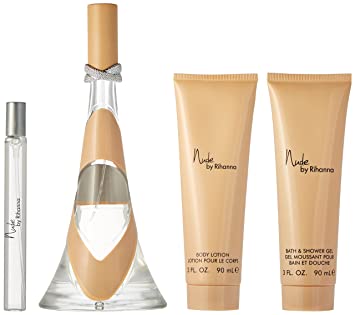 Nude by Rihanna
Nude
by Rihanna
BODY LOTION
LOTION POUR LE CORPS
3 FL. OZ. 90 mL ℮
Nude
by Rihanna
BATH & SHOWER GEL
GEL MOUSSANT POUR
BAIN ET DOUCHE
3 FL. OZ. 90 mL ℮